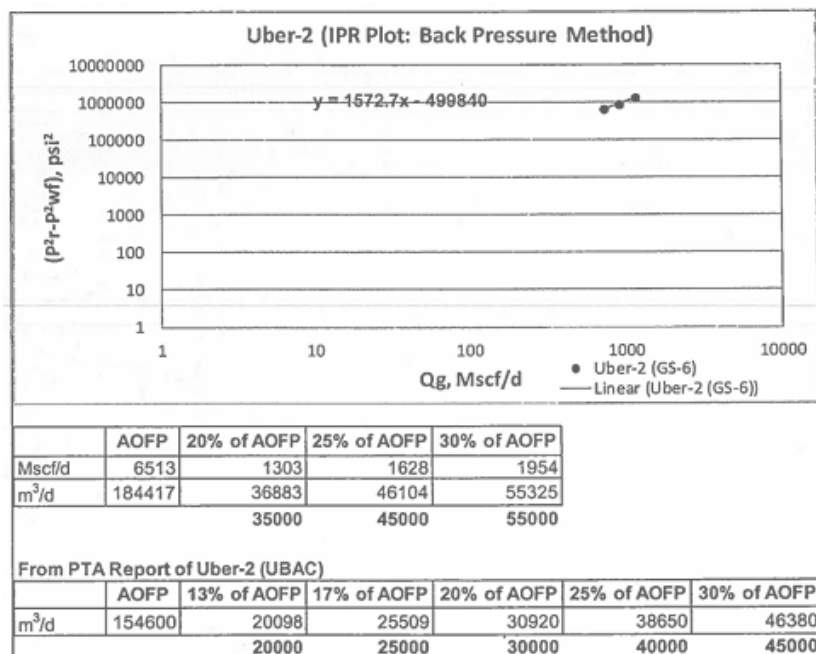 Uber-2 (IPR Plot: Back Pressure Method)
10000000
1000000
100000
10000
1000
100
10
1
y = 1572.7x - 499840
(P²r-P²wf), psi²
1 10 100 1000 10000
Qg, Mscf/d
Uber-2 (GS-6)
Linear (Uber-2 (GS-6))
AOFP 20% of AOFP 25% of AOFP 30% of AOFP
Mscf/d 6513 1303 1628 1954
m³/d 184417 36883 46104 55325
35000 45000 55000
From PTA Report of Uber-2 (UBAC)
AOFP 13% of AOFP 17% of AOFP 20% of AOFP 25% of AOFP 30% of AOFP
m³/d 154600 20098 25509 30920 38650 46380
20000 25000 30000 40000 45000